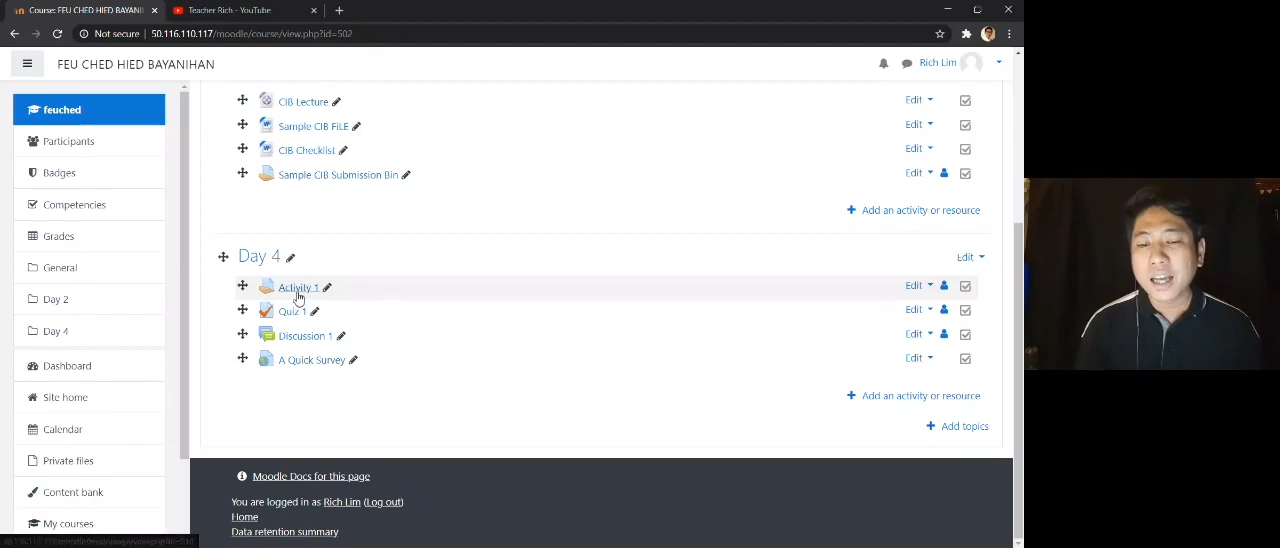 Course: FEU CHED HIED BAYANI
Teacher Rich - YouTube
Not secure | 50.116.110.117/moodle/course/view.php?id=502
FEU CHED HIED BAYANIHAN
Rich Lim
feuched
Participants
Badges
Competencies
Grades
General
Day 2
Day 4
Dashboard
Site home
Calendar
Private files
Content bank
My courses
CIB Lecture Edit
Sample CIB FiLE Edit
CIB Checklist Edit
Sample CIB Submission Bin Edit
Add an activity or resource
Day 4 Edit
Activity 1 Edit
Quiz 1 Edit
Discussion 1 Edit
A Quick Survey Edit
Add an activity or resource
Add topics
Moodle Docs for this page
You are logged in as Rich Lim (Log out)
Home
Data retention summary